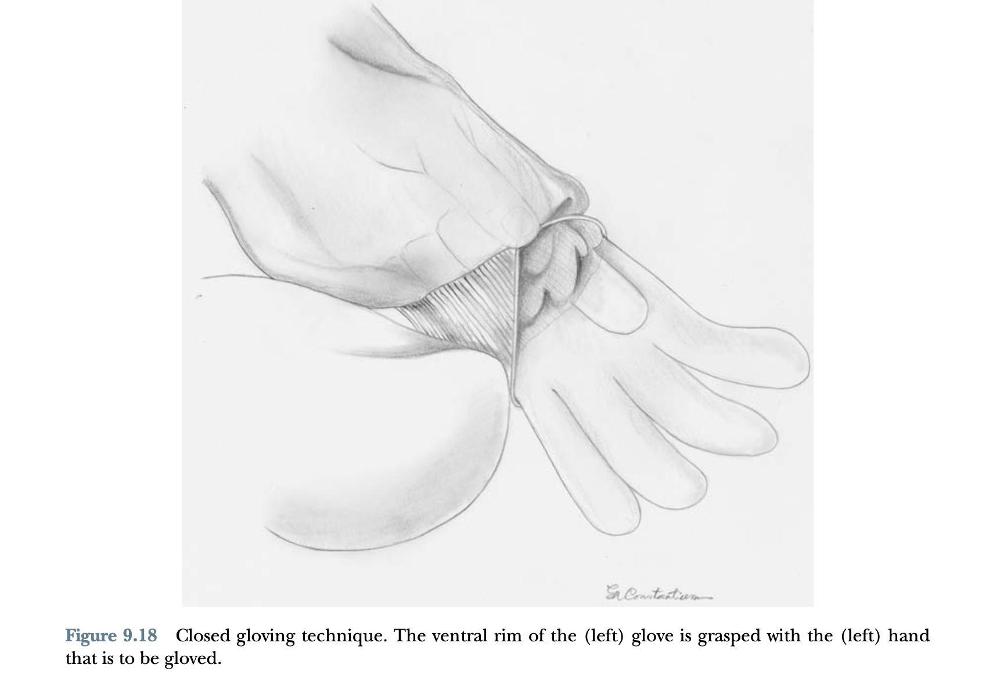 Figure 9.18 Closed gloving technique. The ventral rim of the (left) glove is grasped with the (left) hand
that is to be gloved.